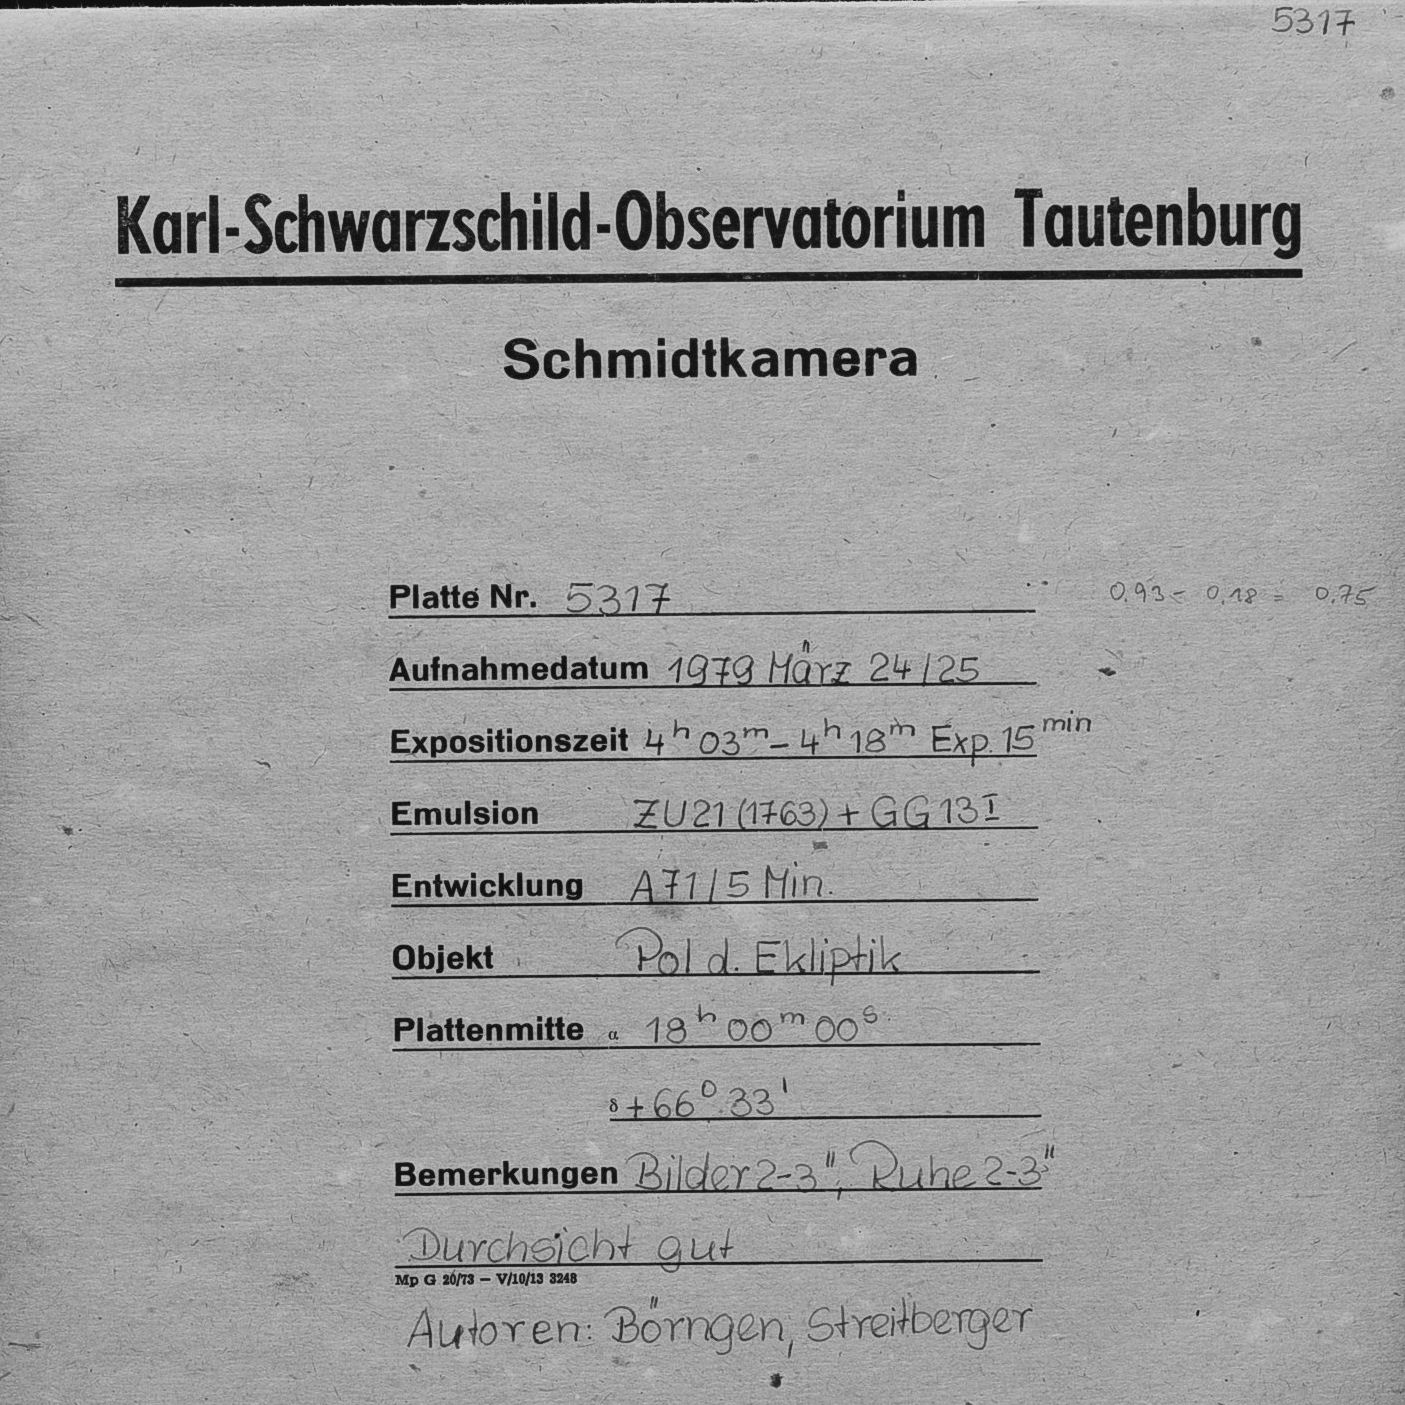 5317
Karl-Schwarzschild-Observatorium Tautenburg
Schmidtkamera
Platte Nr. 5317 0,93 - 0,18 = 0,75
Aufnahmedatum 1979 März 24/25
Expositionszeit 4ʰ 03ᵐ – 4ʰ 18ᵐ Exp. 15ᵐⁱⁿ
Emulsion ZU21 (1763) + GG13 I
Entwicklung A71/5 Min.
Objekt Pol d. Ekliptik
Plattenmitte α 18ʰ 00ᵐ 00ˢ
δ +66° 33'
Bemerkungen Bilder 2-3", Ruhe 2-3"
Durchsicht gut
Mp G 20/73 — V/10/13 3248
Autoren: Börngen, Streitberger